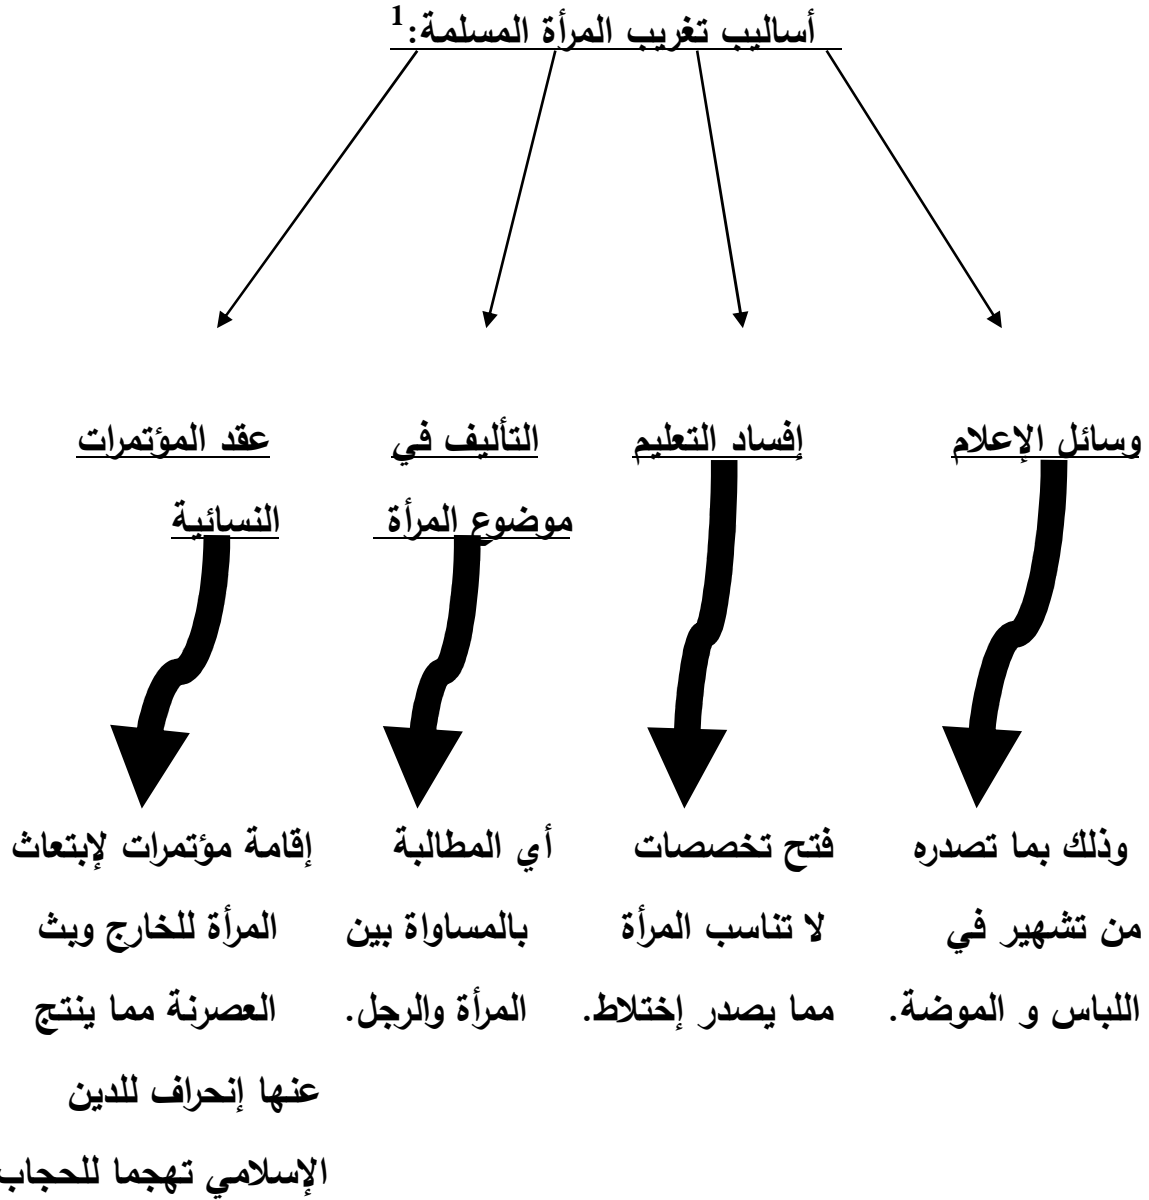 أساليب تغريب المرأة المسلمة:1
وسائل الإعلام
إفساد التعليم
التأليف في
موضوع المرأة
عقد المؤتمرات
النسائية
وذلك بما تصدره
من تشهير في
اللباس و الموضة.
فتح تخصصات
لا تناسب المرأة
مما يصدر إختلاط.
أي المطالبة
بالمساواة بين
المرأة والرجل.
إقامة مؤتمرات لإبتعاث
المرأة للخارج وبث
العصرنة مما ينتج
عنها إنحراف للدين
الإسلامي تهجما للحجاب